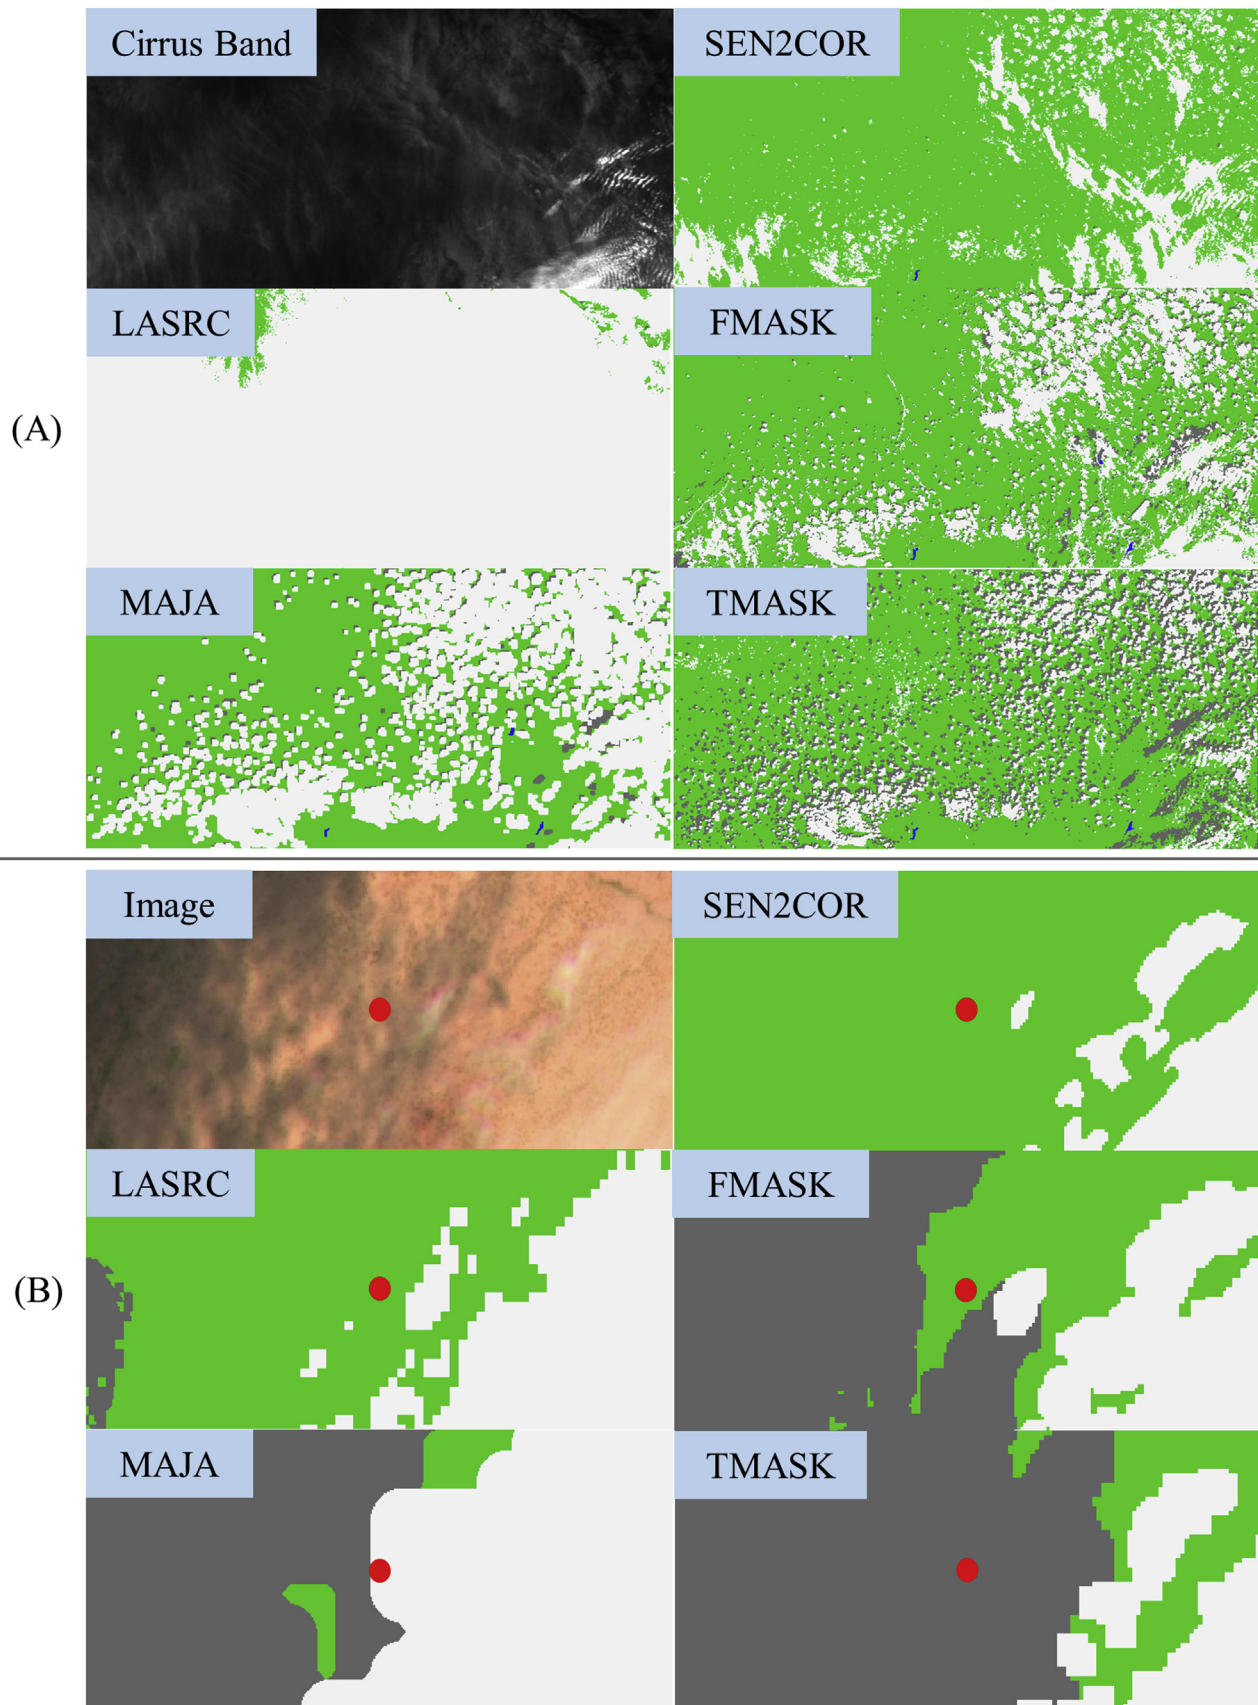 Cirrus Band
SEN2COR
LASRC
FMASK
(A)
MAJA
TMASK
Image
SEN2COR
LASRC
FMASK
(B)
MAJA
TMASK